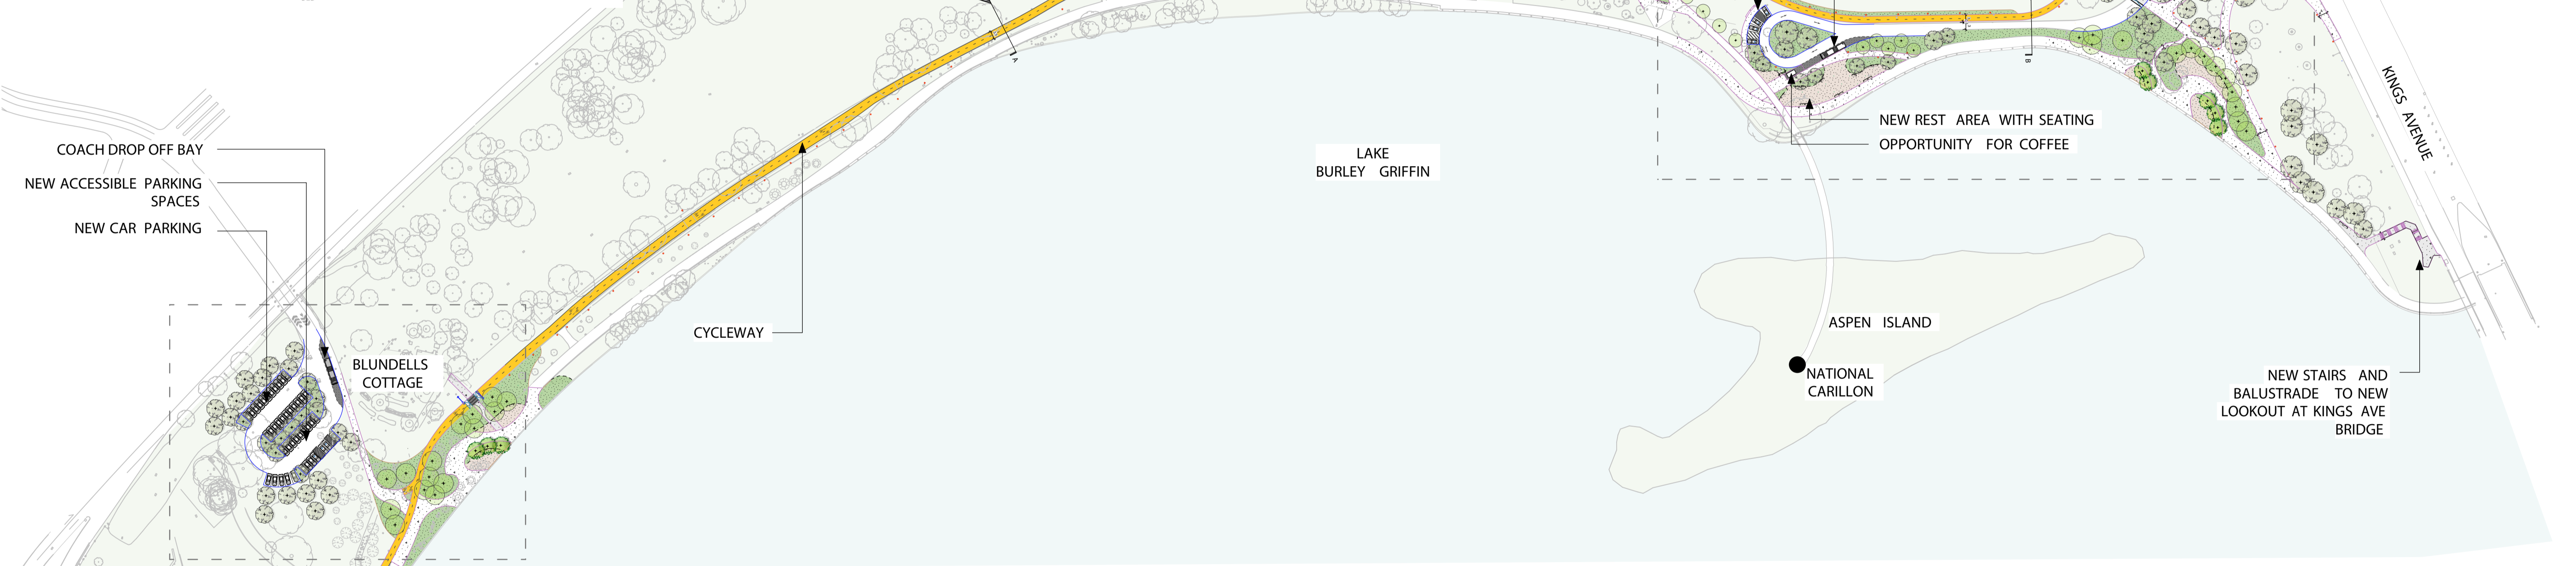 COACH DROP OFF BAY
NEW ACCESSIBLE PARKING
SPACES
NEW CAR PARKING
BLUNDELLS
COTTAGE
CYCLEWAY
A
LAKE
BURLEY GRIFFIN
NEW REST AREA WITH SEATING
OPPORTUNITY FOR COFFEE
B
KINGS AVENUE
ASPEN ISLAND
NATIONAL
CARILLON
NEW STAIRS AND
BALUSTRADE TO NEW
LOOKOUT AT KINGS AVE
BRIDGE